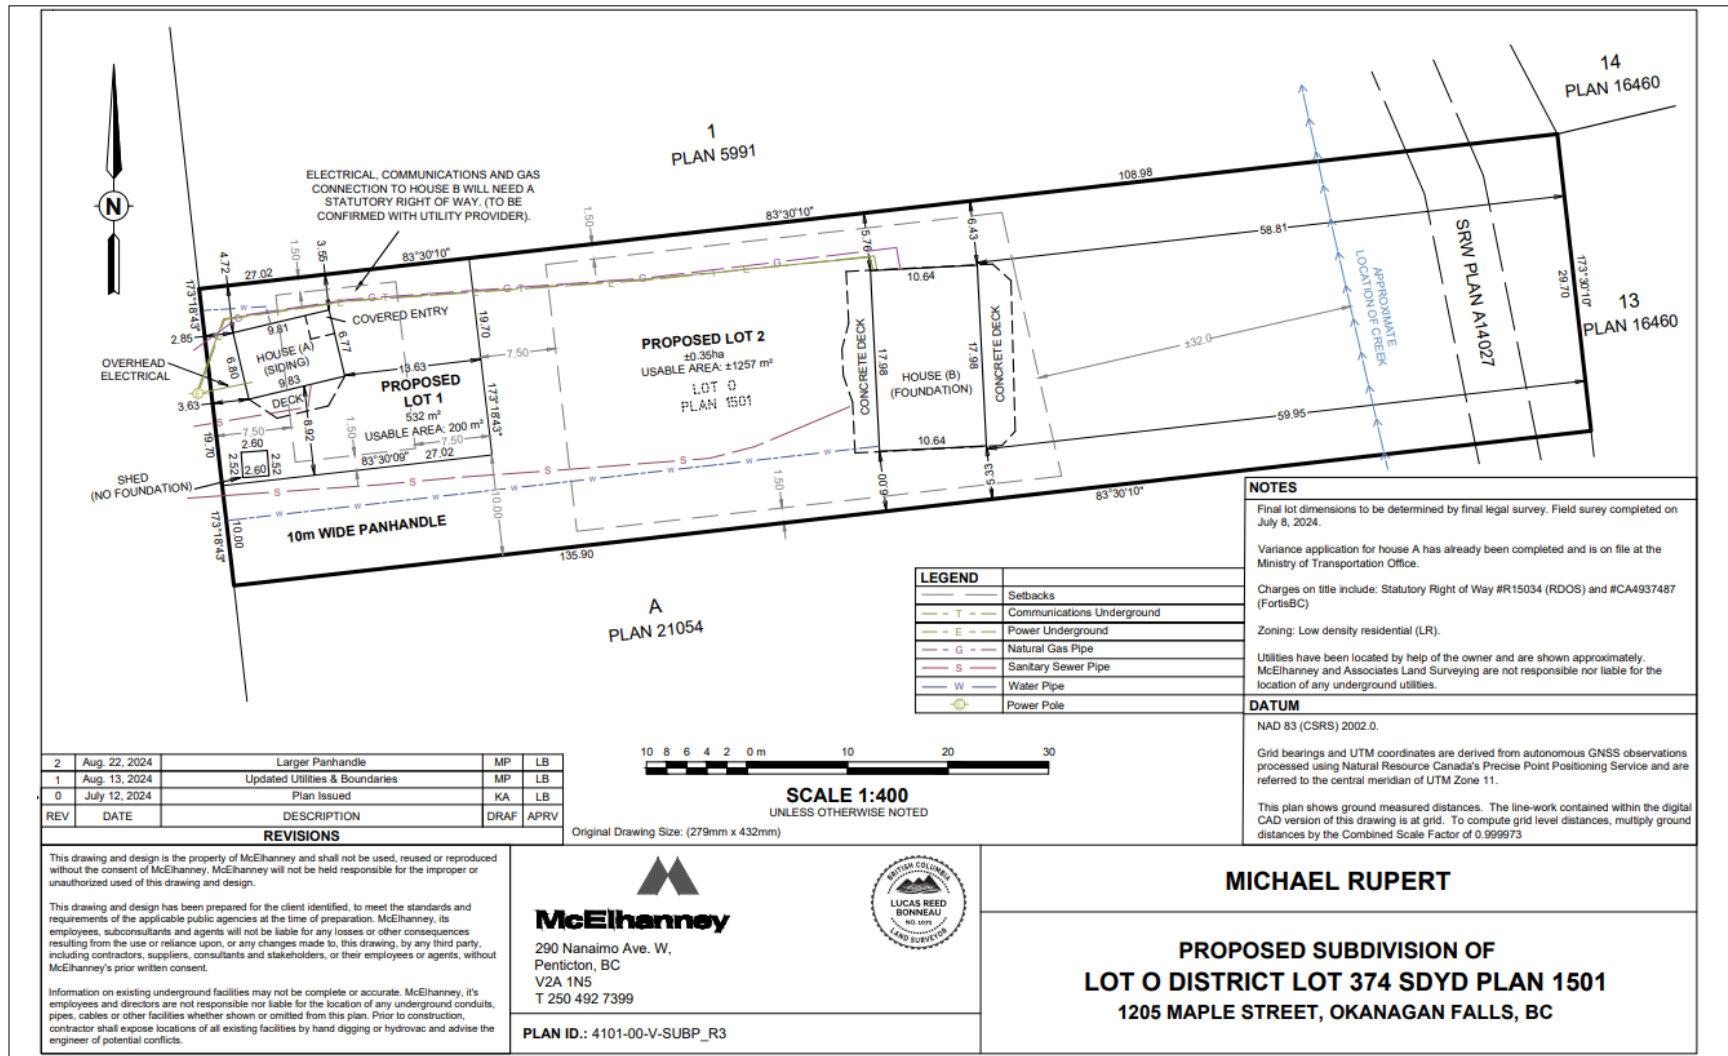 14
PLAN 16460
1
PLAN 5991
N
ELECTRICAL, COMMUNICATIONS AND GAS
CONNECTION TO HOUSE B WILL NEED A
STATUTORY RIGHT OF WAY. (TO BE
CONFIRMED WITH UTILITY PROVIDER).
108.98
83°30'10"
83°30'10"
1.50
1.50
3.55
4.72
27.02
173°18'43"
2.85
9.81
COVERED ENTRY
HOUSE (A)
(SIDING)
6.80
6.77
9.83
DECK
OVERHEAD
ELECTRICAL
3.63
7.50
2.60
2.52
2.52
2.60
8.92
1.50
19.70
SHED
(NO FOUNDATION)
13.63
PROPOSED
LOT 1
532 m²
USABLE AREA: 200 m²
7.50
83°30'09"
27.02
19.70
173°18'43"
7.50
10.00
173°18'43"
10.00
10m WIDE PANHANDLE
135.90
PROPOSED LOT 2
±0.35ha
USABLE AREA: ±1257 m²
LOT O
PLAN 1501
5.76
6.43
10.64
CONCRETE DECK
17.98
HOUSE (B)
(FOUNDATION)
17.98
CONCRETE DECK
10.64
6.00
5.33
1.50
83°30'10"
58.81
±32.0
59.95
APPROXIMATE
LOCATION OF CREEK
SRW PLAN A14027
173°30'10"
29.70
13
PLAN 16460
A
PLAN 21054
LEGEND
Setbacks
T Communications Underground
E Power Underground
G Natural Gas Pipe
S Sanitary Sewer Pipe
W Water Pipe
E Power Pole
NOTES
Final lot dimensions to be determined by final legal survey. Field surey completed on
July 8, 2024.
Variance application for house A has already been completed and is on file at the
Ministry of Transportation Office.
Charges on title include: Statutory Right of Way #R15034 (RDOS) and #CA4937487
(FortisBC)
Zoning: Low density residential (LR).
Utilities have been located by help of the owner and are shown approximately.
McElhanney and Associates Land Surveying are not responsible nor liable for the
location of any underground utilities.
DATUM
NAD 83 (CSRS) 2002.0.
Grid bearings and UTM coordinates are derived from autonomous GNSS observations
processed using Natural Resource Canada's Precise Point Positioning Service and are
referred to the central meridian of UTM Zone 11.
This plan shows ground measured distances. The line-work contained within the digital
CAD version of this drawing is at grid. To compute grid level distances, multiply ground
distances by the Combined Scale Factor of 0.999973
2 Aug. 22, 2024 Larger Panhandle MP LB
1 Aug. 13, 2024 Updated Utilities & Boundaries MP LB
0 July 12, 2024 Plan Issued KA LB
REV DATE DESCRIPTION DRAF APRV
REVISIONS
10 8 6 4 2 0 m 10 20 30
SCALE 1:400
UNLESS OTHERWISE NOTED
Original Drawing Size: (279mm x 432mm)
This drawing and design is the property of McElhanney and shall not be used, reused or reproduced
without the consent of McElhanney. McElhanney will not be held responsible for the improper or
unauthorized used of this drawing and design.
This drawing and design has been prepared for the client identified, to meet the standards and
requirements of the applicable public agencies at the time of preparation. McElhanney, its
employees, subconsultants and agents will not be liable for any losses or other consequences
resulting from the use or reliance upon, or any changes made to, this drawing, by any third party,
including contractors, suppliers, consultants and stakeholders, or their employees or agents, without
McElhanney's prior written consent.
Information on existing underground facilities may not be complete or accurate. McElhanney, it's
employees and directors are not responsible nor liable for the location of any underground conduits,
pipes, cables or other facilities whether shown or omitted from this plan. Prior to construction,
contractor shall expose locations of all existing facilities by hand digging or hydrovac and advise the
engineer of potential conflicts.
McElhanney
290 Nanaimo Ave. W,
Penticton, BC
V2A 1N5
T 250 492 7399
PLAN ID.: 4101-00-V-SUBP_R3
BRITISH COLUMBIA
LUCAS REED
BONNEAU
NO. 1071
LAND SURVEYOR
MICHAEL RUPERT
PROPOSED SUBDIVISION OF
LOT O DISTRICT LOT 374 SDYD PLAN 1501
1205 MAPLE STREET, OKANAGAN FALLS, BC